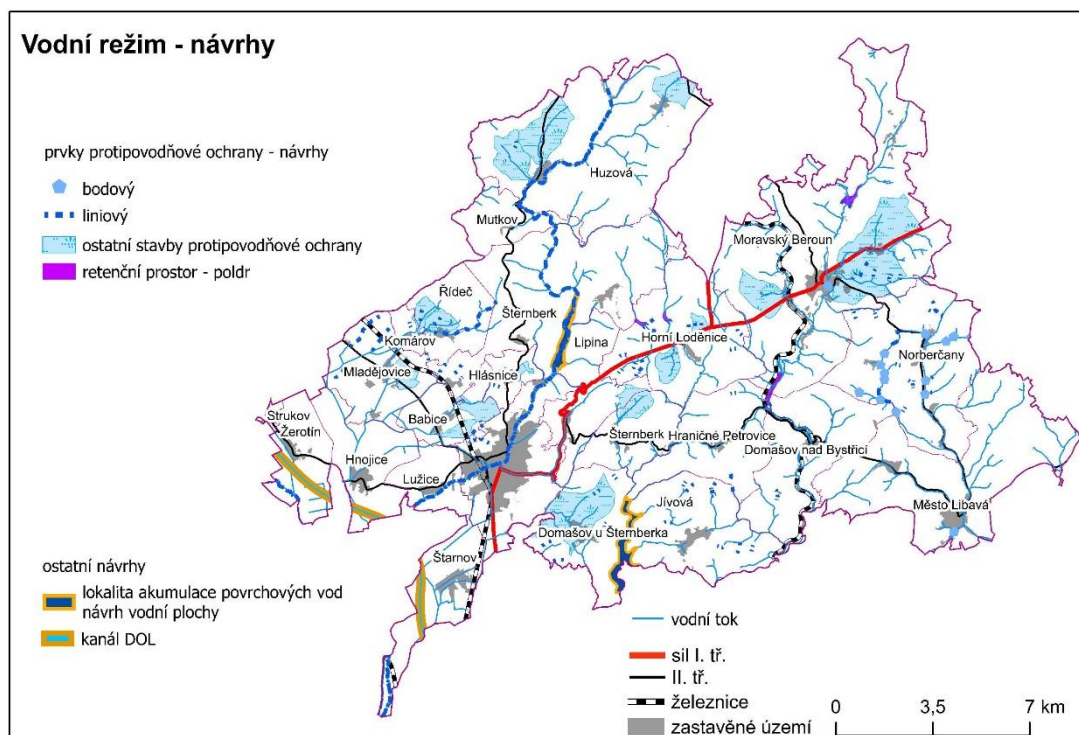 Vodní režim - návrhy
prvky protipovodňové ochrany - návrhy
bodový
liniový
ostatní stavby protipovodňové ochrany
retenční prostor - poldr
Huzová
Mutkov
Moravský Beroun
Řídeč
Šternberk
Komárov
Lipina
Horní Loděnice
Norberčany
Mladějovice
Hlásnice
Babice
Strukov
Žerotín
Šternberk
Hraničné Petrovice
Domašov nad Bystřicí
Hnojice
Lužice
Jívová
Město Libavá
Domašov u Šternberka
Štarnov
ostatní návrhy
lokalita akumulace povrchových vod
návrh vodní plochy
kanál DOL
vodní tok
sil I. tř.
II. tř.
železnice
zastavěné území
0 3,5 7 km